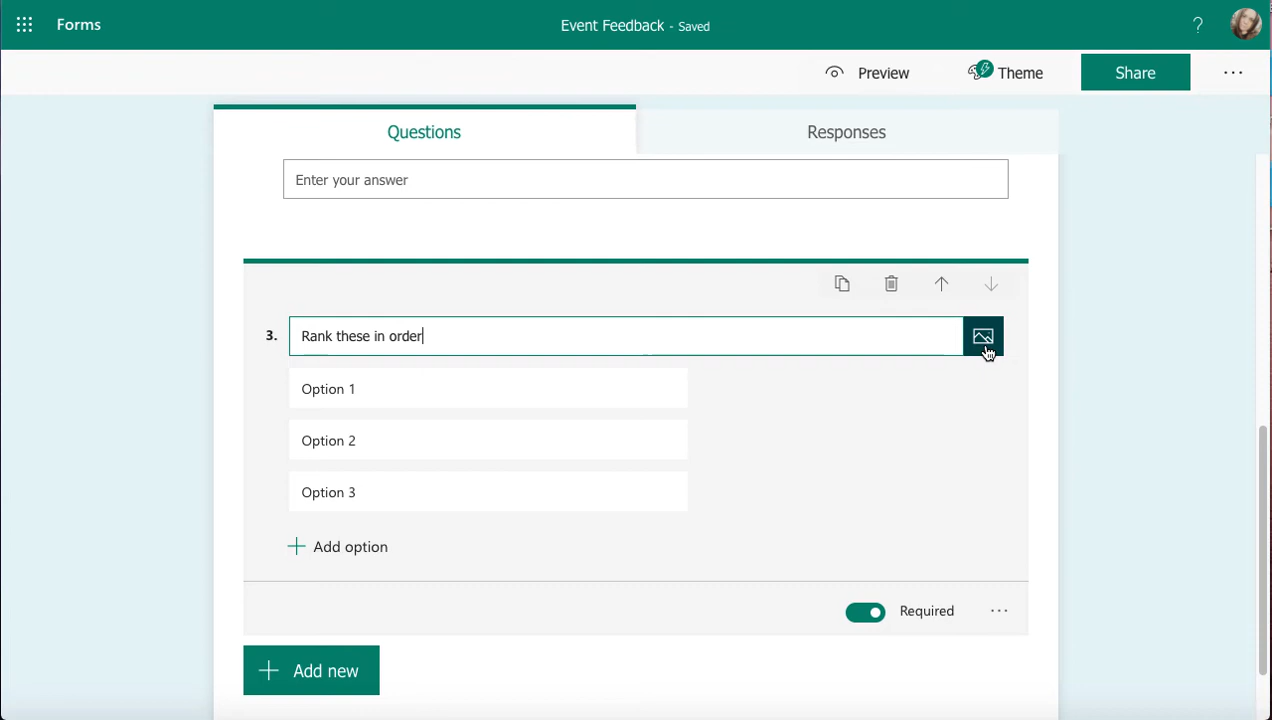 Forms
Event Feedback - Saved
?
Preview
Theme
Share
Questions
Responses
Enter your answer
3.
Rank these in order
Option 1
Option 2
Option 3
Add option
Required
Add new